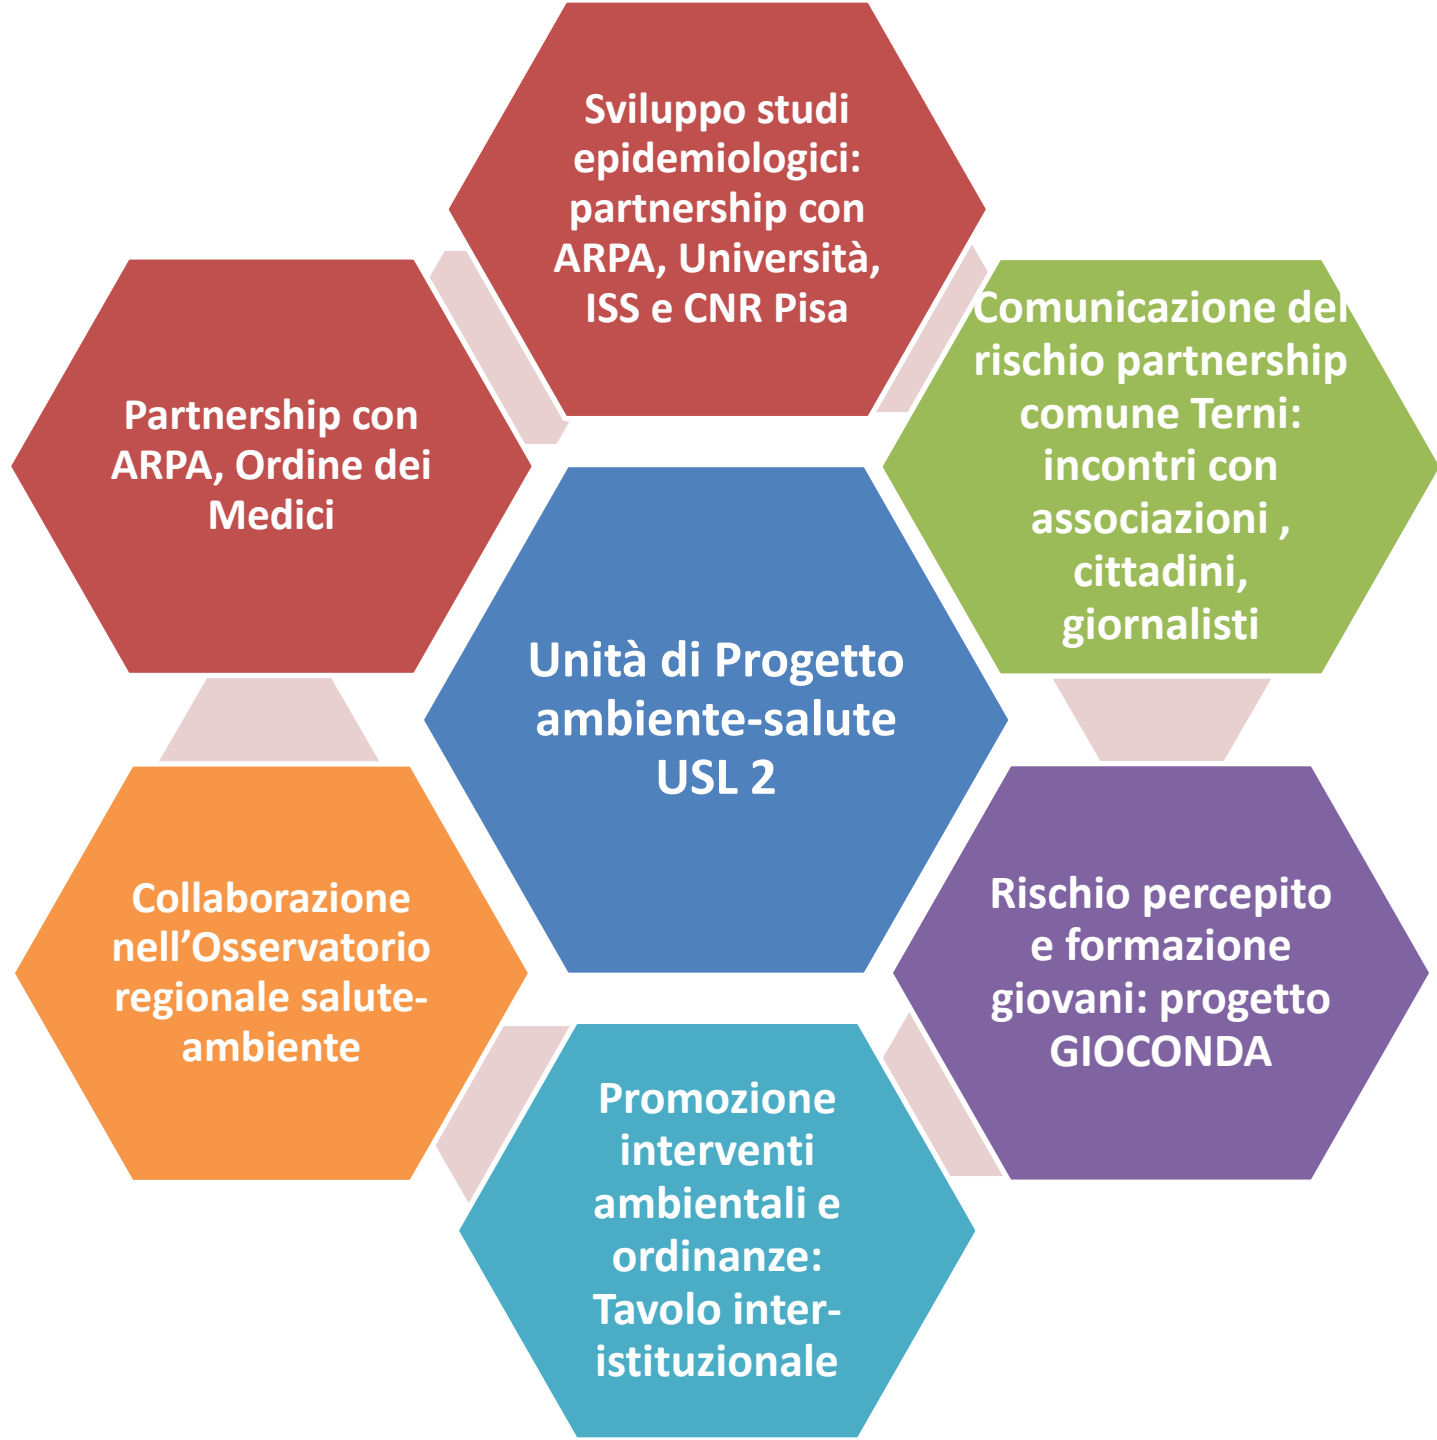 Sviluppo studi
epidemiologici:
partnership con
ARPA, Università,
ISS e CNR Pisa
Comunicazione del
rischio partnership
comune Terni:
incontri con
associazioni ,
cittadini,
giornalisti
Partnership con
ARPA, Ordine dei
Medici
Unità di Progetto
ambiente-salute
USL 2
Rischio percepito
e formazione
giovani: progetto
GIOCONDA
Collaborazione
nell’Osservatorio
regionale salute-
ambiente
Promozione
interventi
ambientali e
ordinanze:
Tavolo inter-
istituzionale